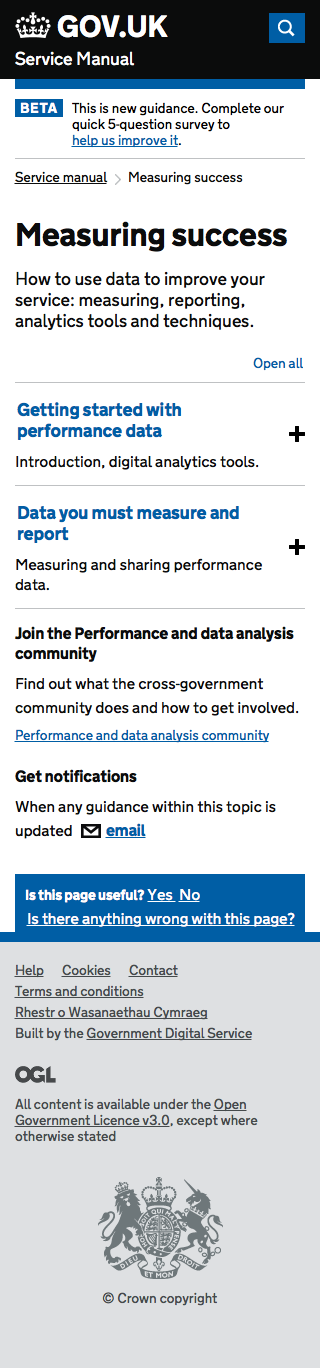 GOV.UK
Service Manual
BETA This is new guidance. Complete our
quick 5-question survey to
help us improve it.
Service manual > Measuring success
Measuring success
How to use data to improve your
service: measuring, reporting,
analytics tools and techniques.
Open all
Getting started with
performance data
Introduction, digital analytics tools.
Data you must measure and
report
Measuring and sharing performance
data.
Join the Performance and data analysis
community
Find out what the cross-government
community does and how to get involved.
Performance and data analysis community
Get notifications
When any guidance within this topic is
updated email
Is this page useful? Yes No
Is there anything wrong with this page?
Help Cookies Contact
Terms and conditions
Rhestr o Wasanaethau Cymraeg
Built by the Government Digital Service
OGL
All content is available under the Open
Government Licence v3.0, except where
otherwise stated
© Crown copyright